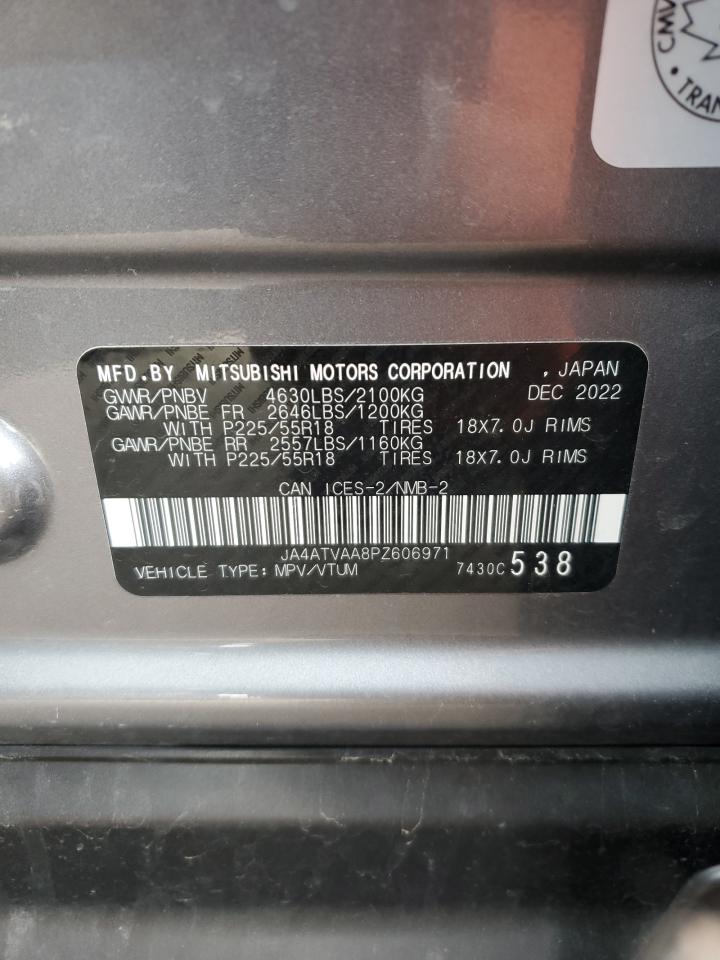 CMV
• TRAN
MFD.BY MITSUBISHI MOTORS CORPORATION , JAPAN
GVWR/PNBV 4630LBS/2100KG DEC 2022
GAWR/PNBE FR 2646LBS/1200KG
WITH P225/55R18 TIRES 18X7.0J RIMS
GAWR/PNBE RR 2557LBS/1160KG
WITH P225/55R18 TIRES 18X7.0J RIMS
CAN ICES-2/NMB-2
JA4ATVAA8PZ606971
VEHICLE TYPE: MPV/VTUM 7430C 538